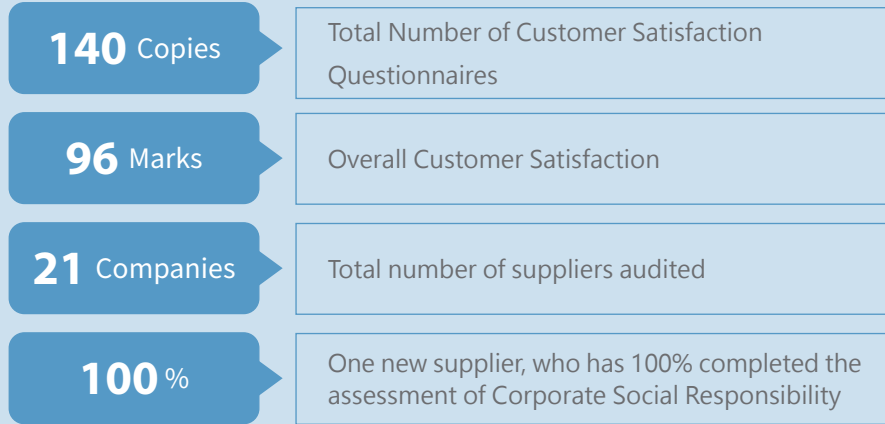 140 Copies
Total Number of Customer Satisfaction
Questionnaires
96 Marks
Overall Customer Satisfaction
21 Companies
Total number of suppliers audited
100 %
One new supplier, who has 100% completed the
assessment of Corporate Social Responsibility